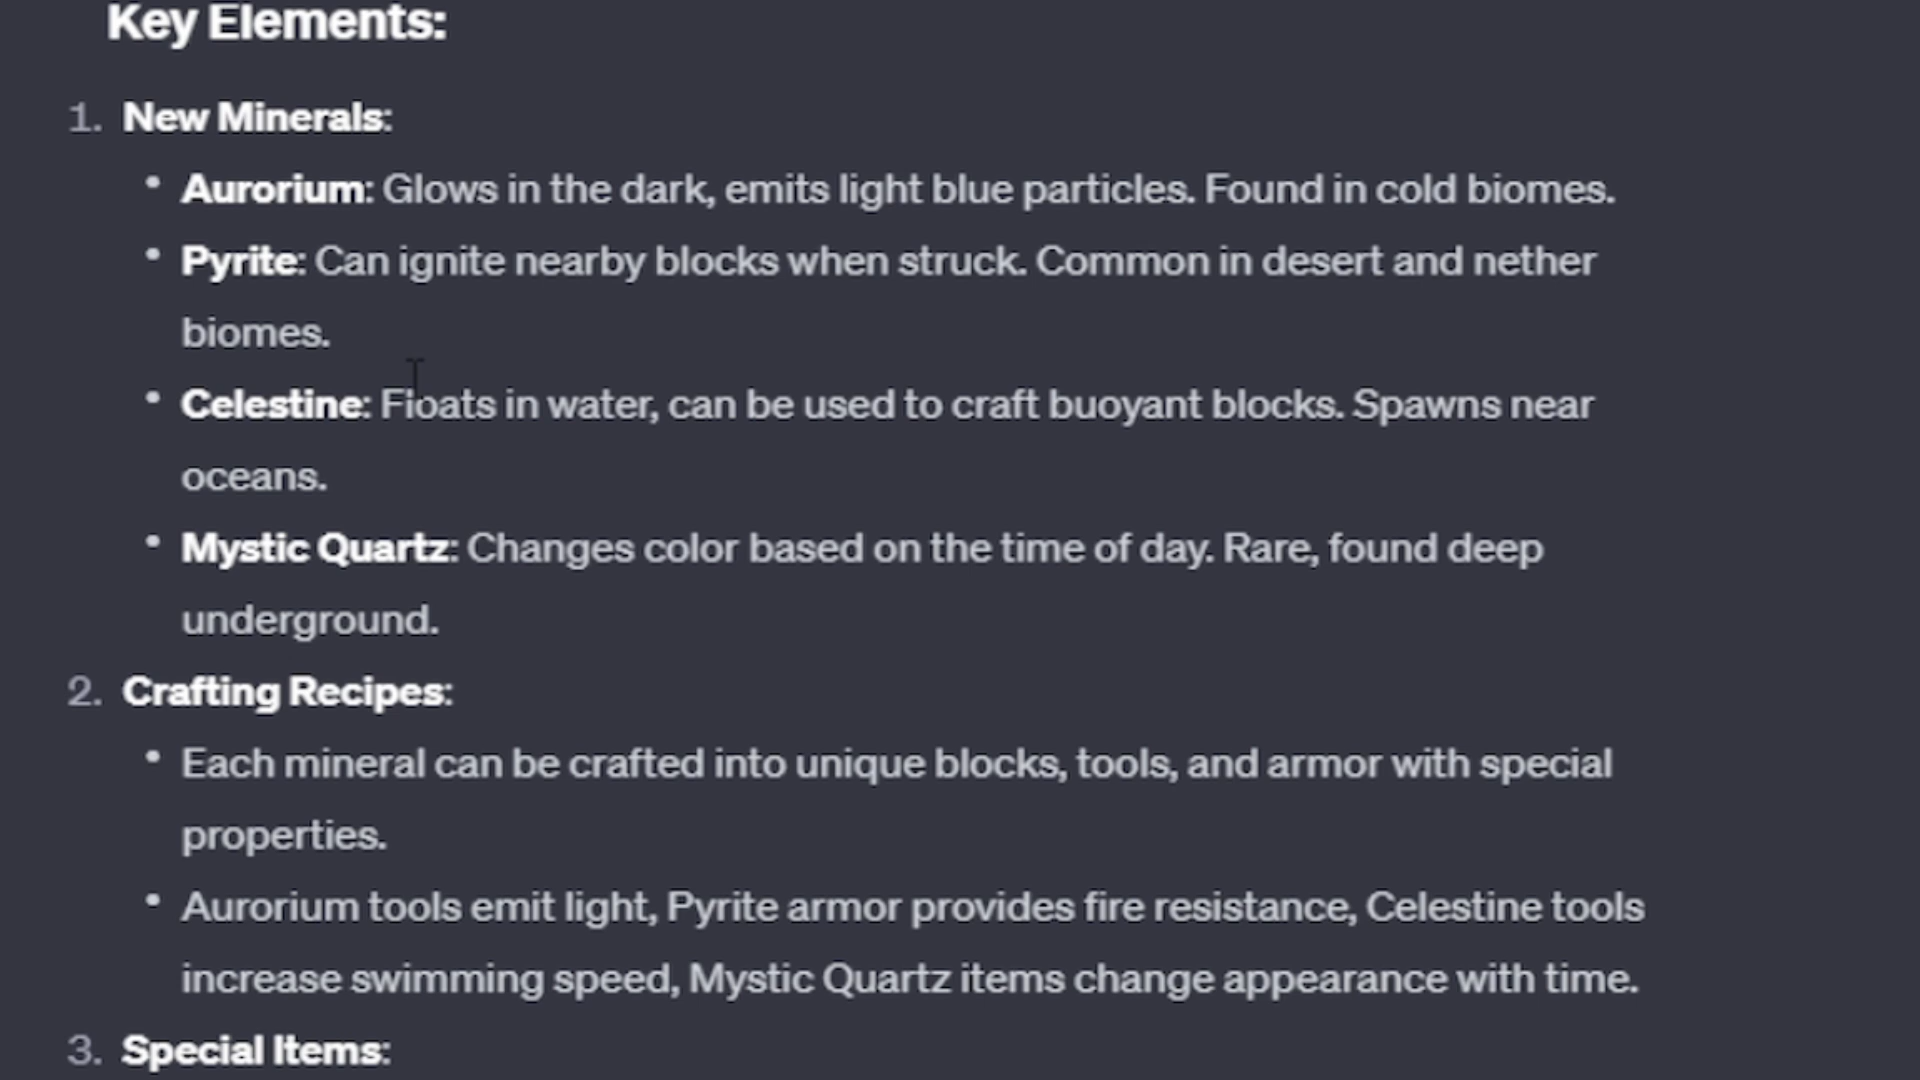 Key Elements:
1. New Minerals:
• Aurorium: Glows in the dark, emits light blue particles. Found in cold biomes.
• Pyrite: Can ignite nearby blocks when struck. Common in desert and nether
biomes.
• Celestine: Floats in water, can be used to craft buoyant blocks. Spawns near
oceans.
• Mystic Quartz: Changes color based on the time of day. Rare, found deep
underground.
2. Crafting Recipes:
• Each mineral can be crafted into unique blocks, tools, and armor with special
properties.
• Aurorium tools emit light, Pyrite armor provides fire resistance, Celestine tools
increase swimming speed, Mystic Quartz items change appearance with time.
3. Special Items: